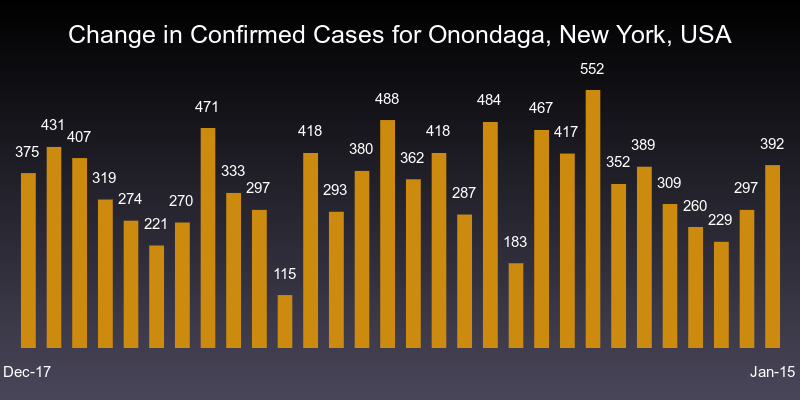 Change in Confirmed Cases for Onondaga, New York, USA
375 431 407 319 274 221 270 471 333 297 115 418 293 380 488 362 418 287 484 183 467 417 552 352 389 309 260 229 297 392
Dec-17 Jan-15